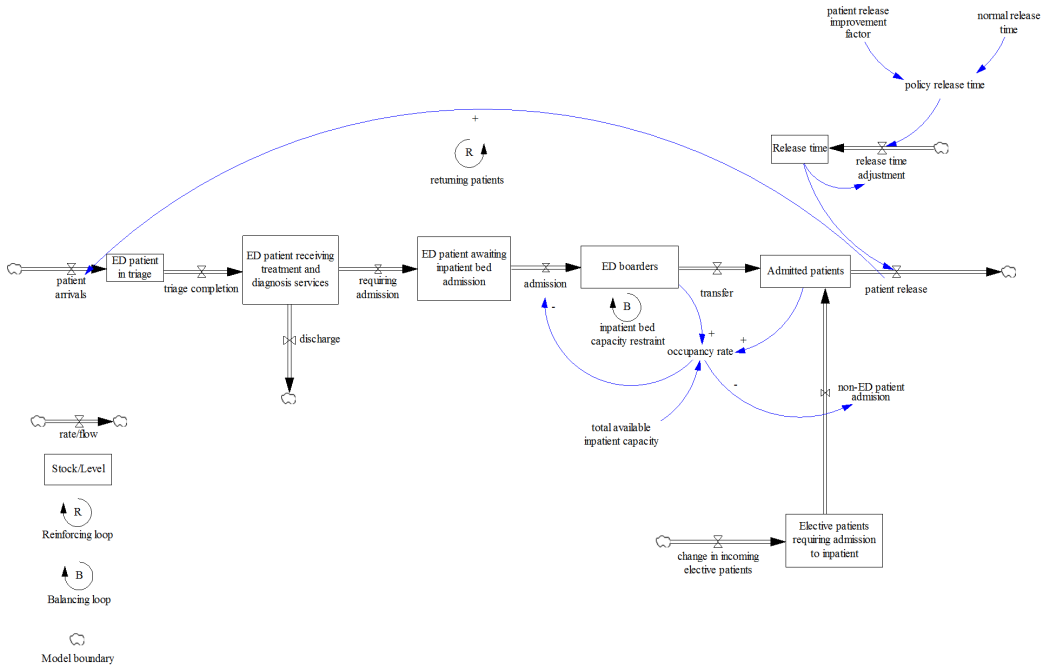 patient release
improvement
factor
normal release
time
policy release time
+
R
returning patients
Release time
release time
adjustment
ED patient
in triage
patient
arrivals
triage completion
ED patient receiving
treatment and
diagnosis services
requiring
admission
ED patient awaiting
inpatient bed
admission
admission
-
ED boarders
B
inpatient bed
capacity restraint
transfer
Admitted patients
patient release
discharge
+
+
occupancy rate
-
non-ED patient
admision
total available
inpatient capacity
rate/flow
Stock/Level
R
Reinforcing loop
B
Balancing loop
Model boundary
change in incoming
elective patients
Elective patients
requiring admission
to inpatient